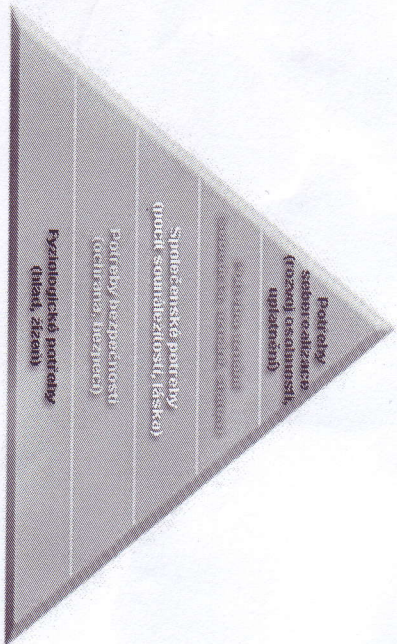 Potřeby
seberealizace
(rozvoj osobnosti,
uplatnění)
Společenské potřeby
(pocit sounáležitosti, láska)
Potřeby bezpečnosti
(ochrana, bezpečí)
Fyziologické potřeby
(hlad, žízeň)